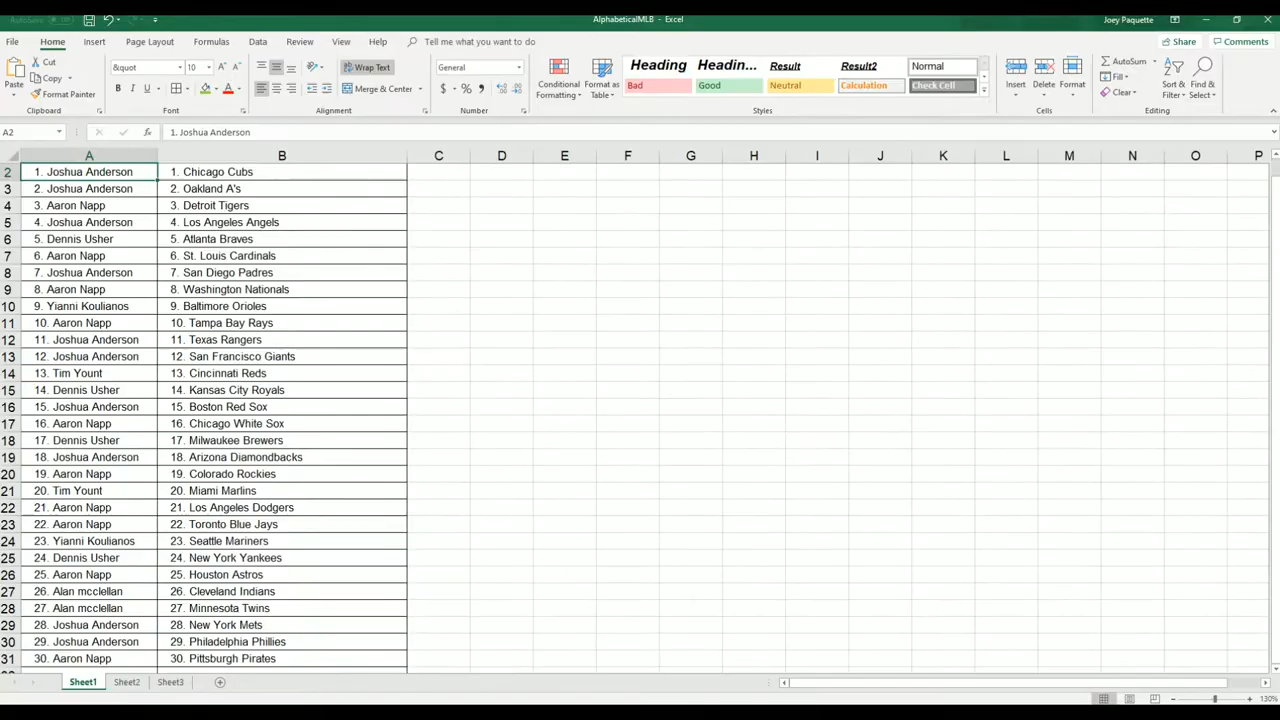 AutoSave Off AlphabeticalMLB - Excel Joey Paquette
File Home Insert Page Layout Formulas Data Review View Help Tell me what you want to do Share Comments
Paste Cut Copy Format Painter
Clipboard
&quot 10
B I U A
Font
Wrap Text
Merge & Center
Alignment
General
$ % ,
Number
Conditional Formatting Format as Table
Heading Headin... Result Result2 Normal
Bad Good Neutral Calculation Check Cell
Styles
Insert Delete Format
Cells
AutoSum Fill Clear Sort & Filter Find & Select
Editing
A2 fx 1. Joshua Anderson
A B C D E F G H I J K L M N O P
2 1. Joshua Anderson 1. Chicago Cubs
3 2. Joshua Anderson 2. Oakland A's
4 3. Aaron Napp 3. Detroit Tigers
5 4. Joshua Anderson 4. Los Angeles Angels
6 5. Dennis Usher 5. Atlanta Braves
7 6. Aaron Napp 6. St. Louis Cardinals
8 7. Joshua Anderson 7. San Diego Padres
9 8. Aaron Napp 8. Washington Nationals
10 9. Yianni Koulianos 9. Baltimore Orioles
11 10. Aaron Napp 10. Tampa Bay Rays
12 11. Joshua Anderson 11. Texas Rangers
13 12. Joshua Anderson 12. San Francisco Giants
14 13. Tim Yount 13. Cincinnati Reds
15 14. Dennis Usher 14. Kansas City Royals
16 15. Joshua Anderson 15. Boston Red Sox
17 16. Aaron Napp 16. Chicago White Sox
18 17. Dennis Usher 17. Milwaukee Brewers
19 18. Joshua Anderson 18. Arizona Diamondbacks
20 19. Aaron Napp 19. Colorado Rockies
21 20. Tim Yount 20. Miami Marlins
22 21. Aaron Napp 21. Los Angeles Dodgers
23 22. Aaron Napp 22. Toronto Blue Jays
24 23. Yianni Koulianos 23. Seattle Mariners
25 24. Dennis Usher 24. New York Yankees
26 25. Aaron Napp 25. Houston Astros
27 26. Alan mcclellan 26. Cleveland Indians
28 27. Alan mcclellan 27. Minnesota Twins
29 28. Joshua Anderson 28. New York Mets
30 29. Joshua Anderson 29. Philadelphia Phillies
31 30. Aaron Napp 30. Pittsburgh Pirates
Sheet1 Sheet2 Sheet3
130%